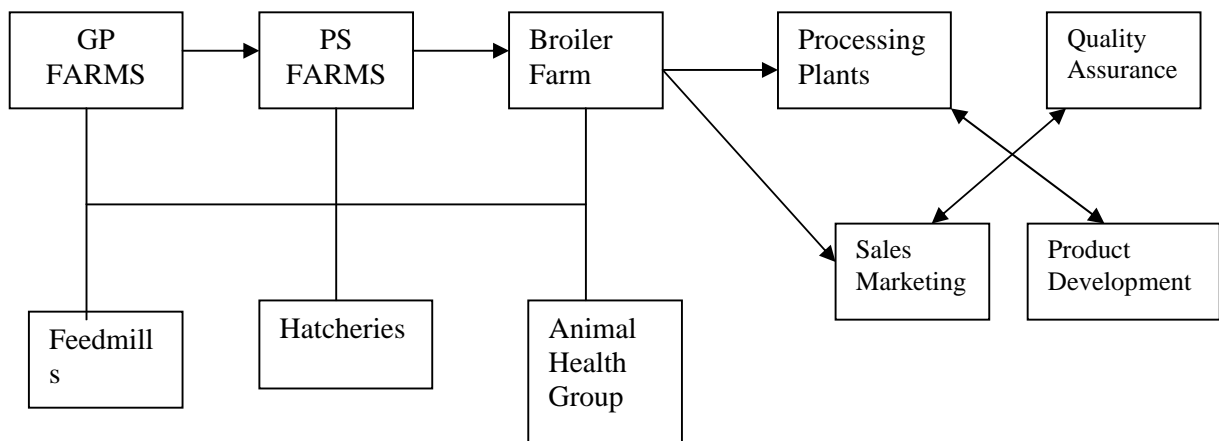 GP
FARMS
PS
FARMS
Broiler
Farm
Processing
Plants
Quality
Assurance
Sales
Marketing
Product
Development
Feedmill
s
Hatcheries
Animal
Health
Group